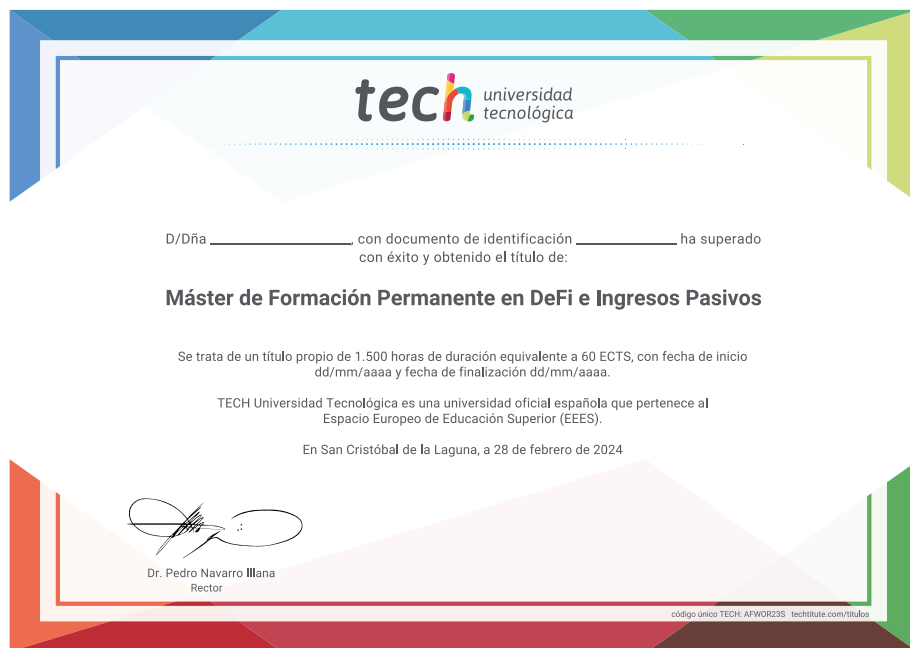 tech universidad
tecnológica
D/Dña ________________, con documento de identificación ____________ ha superado
con éxito y obtenido el título de:
Máster de Formación Permanente en DeFi e Ingresos Pasivos
Se trata de un título propio de 1.500 horas de duración equivalente a 60 ECTS, con fecha de inicio
dd/mm/aaaa y fecha de finalización dd/mm/aaaa.
TECH Universidad Tecnológica es una universidad oficial española que pertenece al
Espacio Europeo de Educación Superior (EEES).
En San Cristóbal de la Laguna, a 28 de febrero de 2024
Dr. Pedro Navarro Illana
Rector
código único TECH: AFWOR23S techtitute.com/titulos